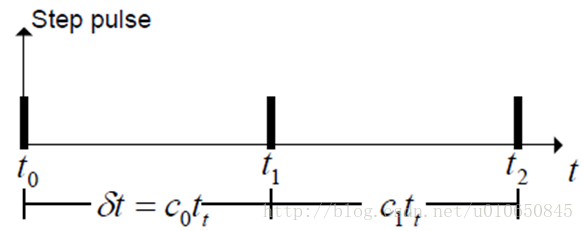 Step pulse
t₀ t₁ t₂ t
δt = c₀tₜ c₁tₜ
http://blog.csdn.net/u010650845